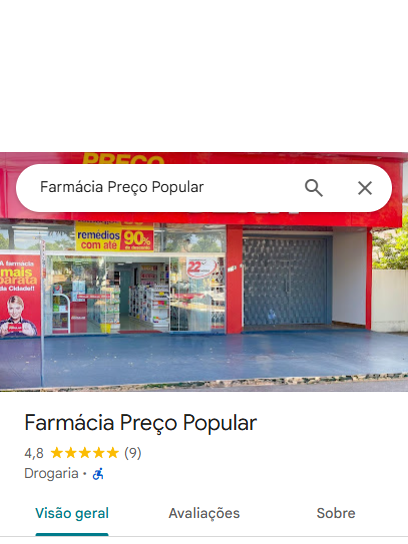 PREÇO
Farmácia Preço Popular
remédios
90%
com até
de desconto
A farmácia
mais
barata
da Cidade!!
22
Farmácia Preço Popular
4,8 (9)
Drogaria ·
Visão geral
Avaliações
Sobre